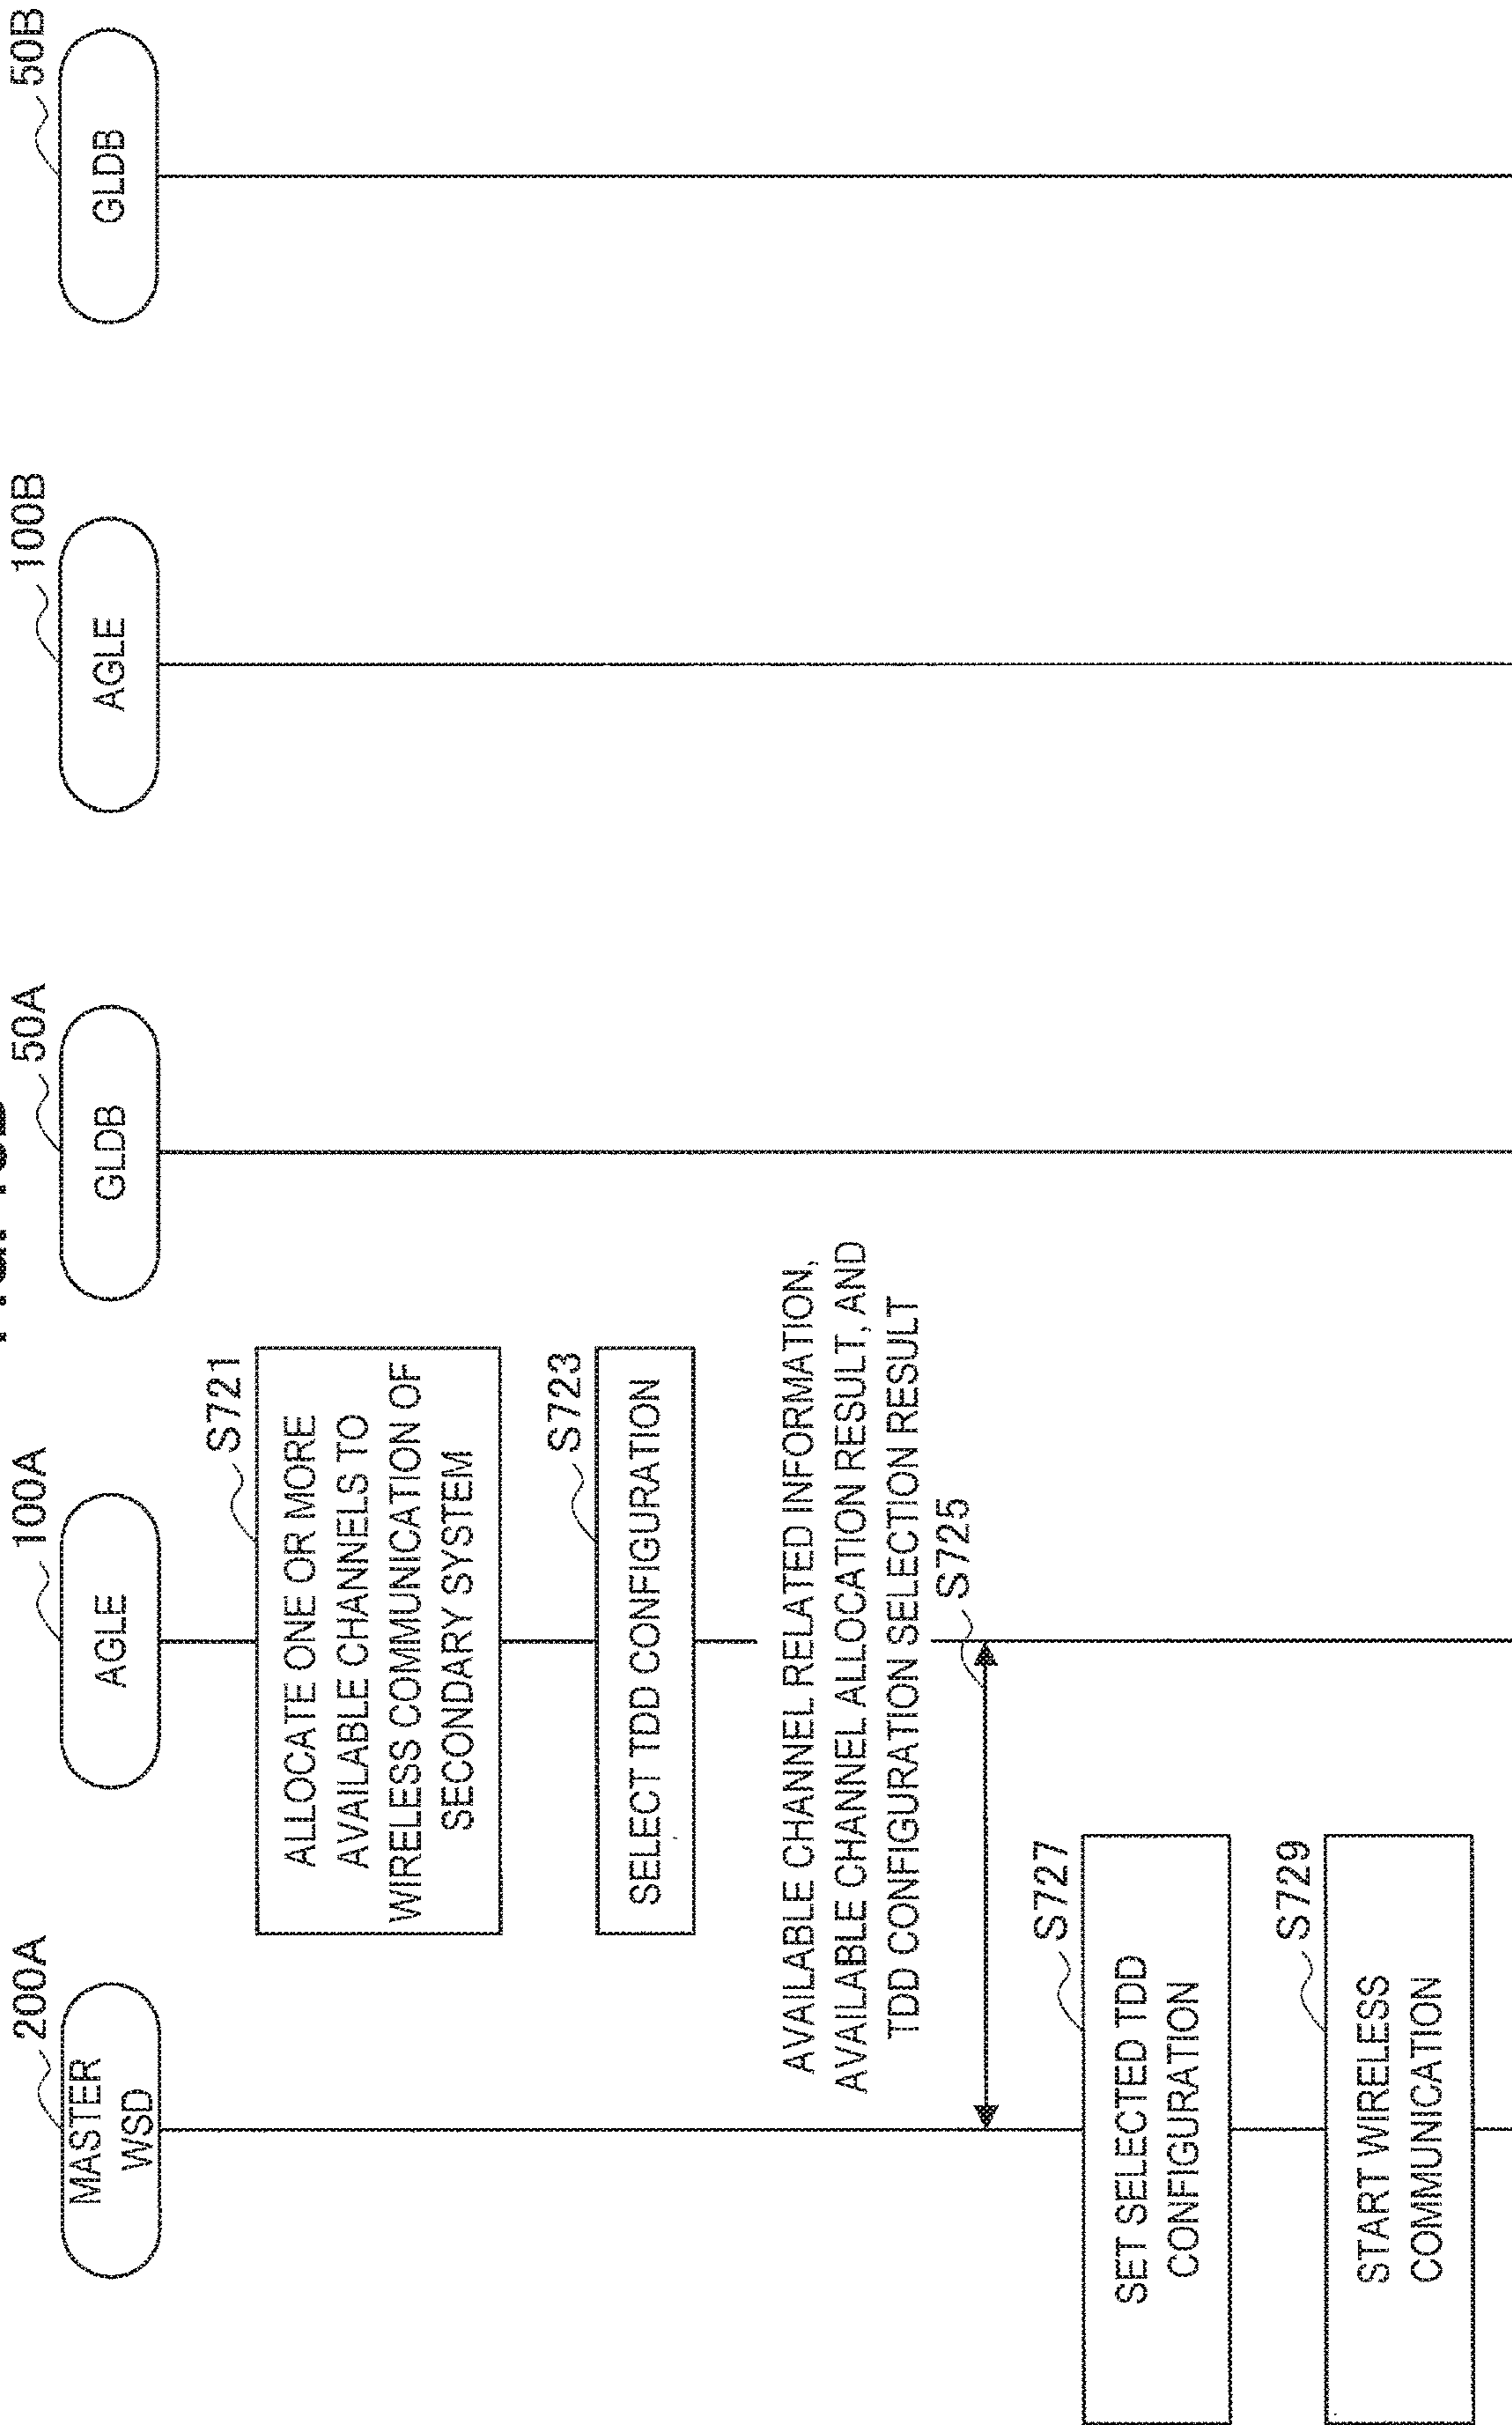 200A
MASTER
WSD
100A
AGLE
50A
GLDB
100B
AGLE
50B
GLDB
S721
ALLOCATE ONE OR MORE
AVAILABLE CHANNELS TO
WIRELESS COMMUNICATION OF
SECONDARY SYSTEM
S723
SELECT TDD CONFIGURATION
AVAILABLE CHANNEL RELATED INFORMATION,
AVAILABLE CHANNEL ALLOCATION RESULT, AND
TDD CONFIGURATION SELECTION RESULT
S725
S727
SET SELECTED TDD
CONFIGURATION
S729
START WIRELESS
COMMUNICATION